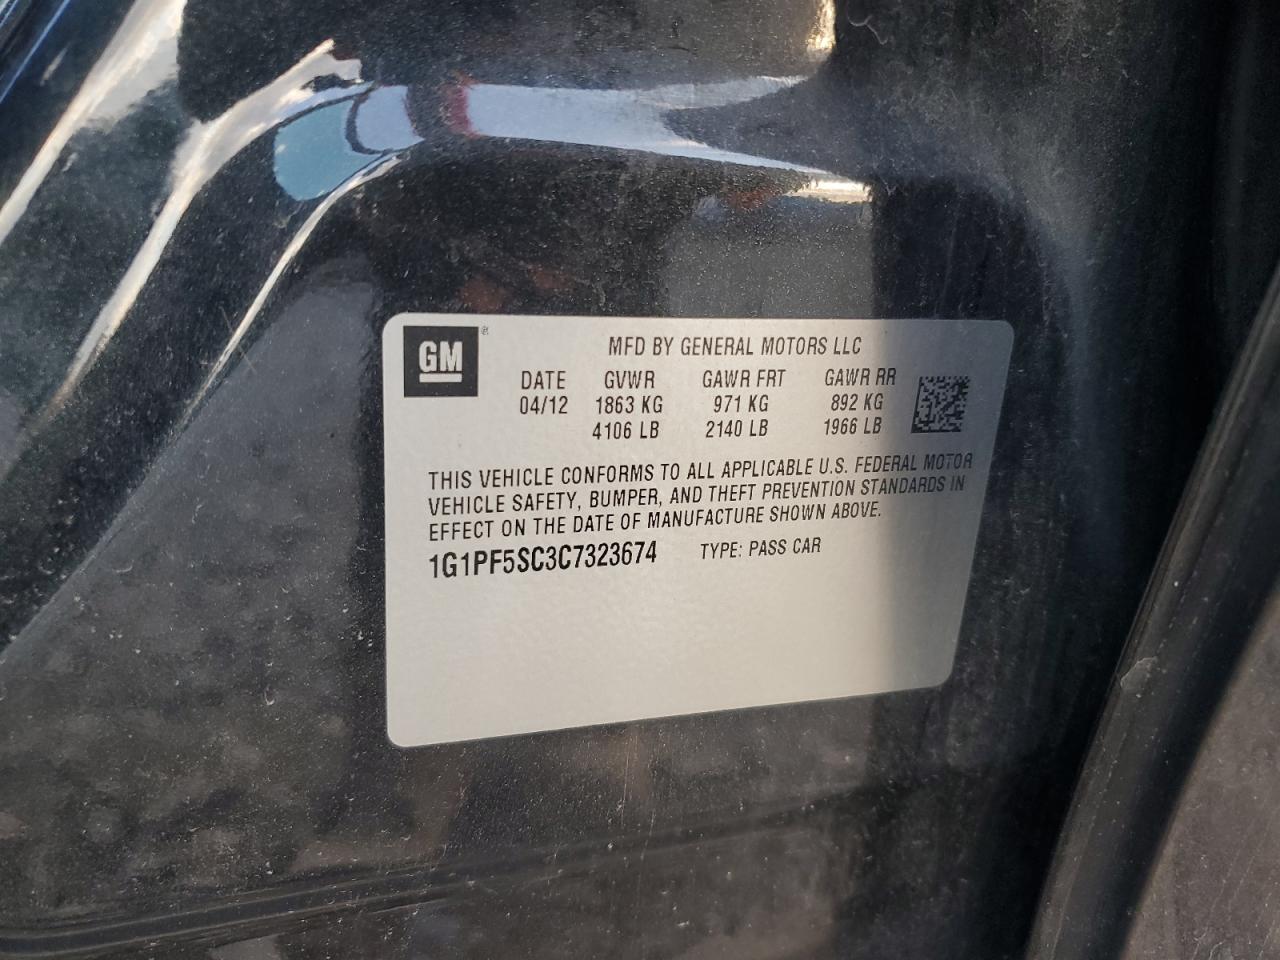 GM ®
MFD BY GENERAL MOTORS LLC
DATE GVWR GAWR FRT GAWR RR
04/12 1863 KG 971 KG 892 KG
4106 LB 2140 LB 1966 LB
THIS VEHICLE CONFORMS TO ALL APPLICABLE U.S. FEDERAL MOTOR
VEHICLE SAFETY, BUMPER, AND THEFT PREVENTION STANDARDS IN
EFFECT ON THE DATE OF MANUFACTURE SHOWN ABOVE.
1G1PF5SC3C7323674 TYPE: PASS CAR